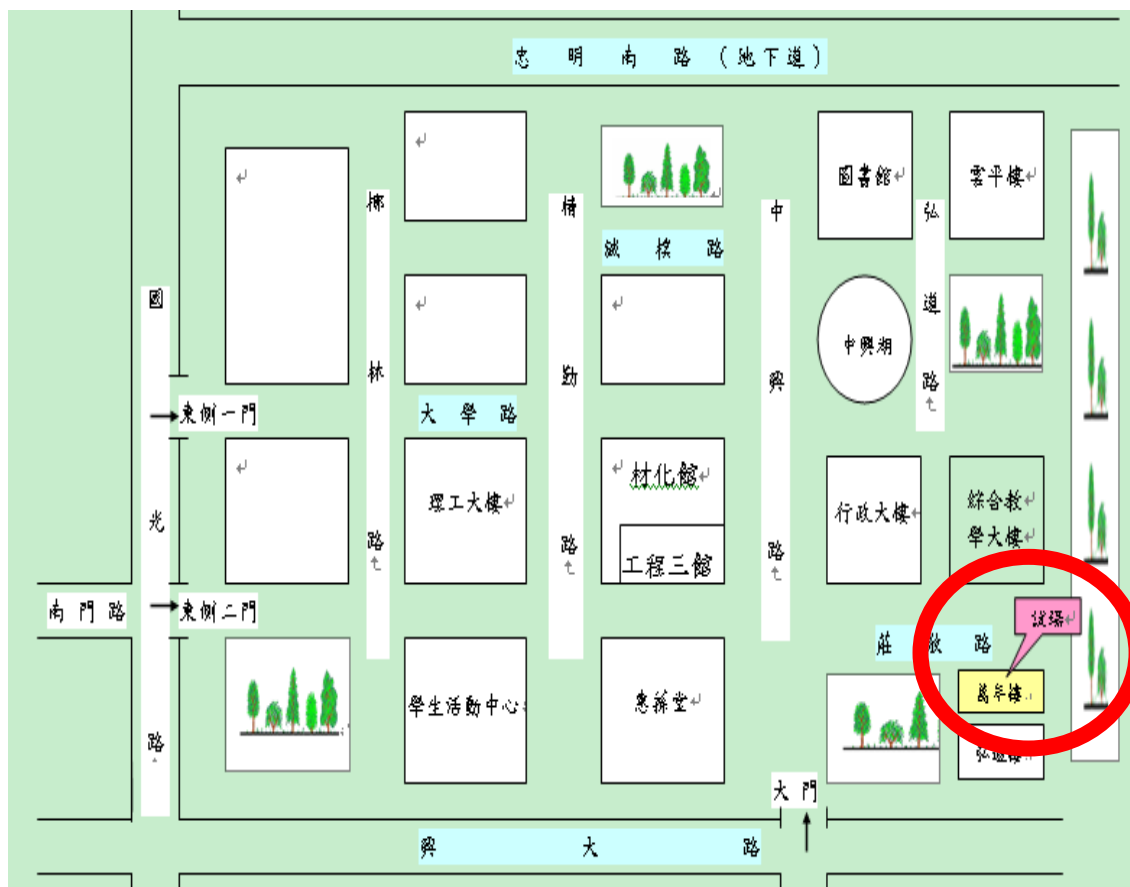 忠明南路(地下道)
圖書館
雲平樓
椰林路
精勤路
中興路
弘道路
誠樸路
國光路
中興湖
東側一門
大學路
理工大樓
材化館
工程三館
行政大樓
綜合教
學大樓
南門路
東側二門
試場
莊敬路
萬年樓
學生活動中心
惠蓀堂
弘道樓
大門
興大路